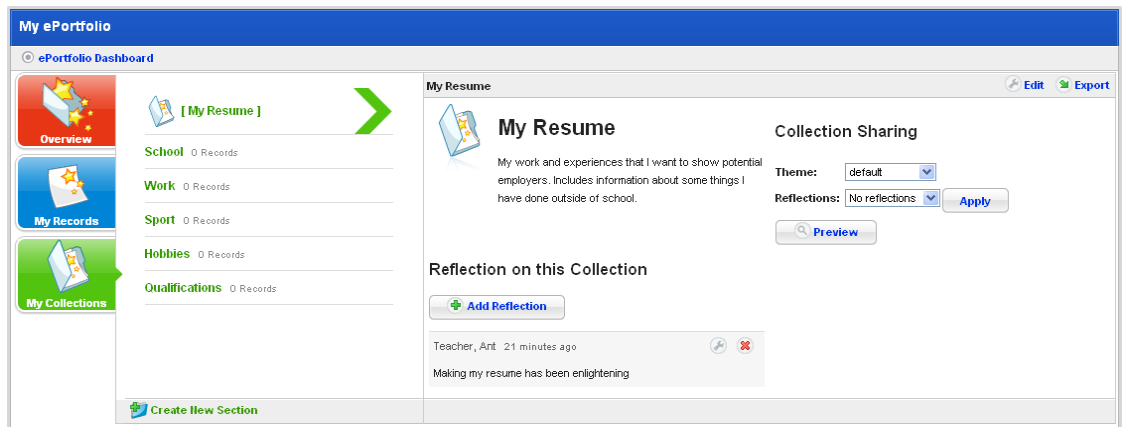 My ePortfolio
ePortfolio Dashboard
Overview
My Records
My Collections
[ My Resume ]
School 0 Records
Work 0 Records
Sport 0 Records
Hobbies 0 Records
Qualifications 0 Records
Create New Section
My Resume
Edit
Export
My Resume
My work and experiences that I want to show potential
employers. Includes information about some things I
have done outside of school.
Collection Sharing
Theme: default
Reflections: No reflections Apply
Preview
Reflection on this Collection
Add Reflection
Teacher, Ant 21 minutes ago
Making my resume has been enlightening